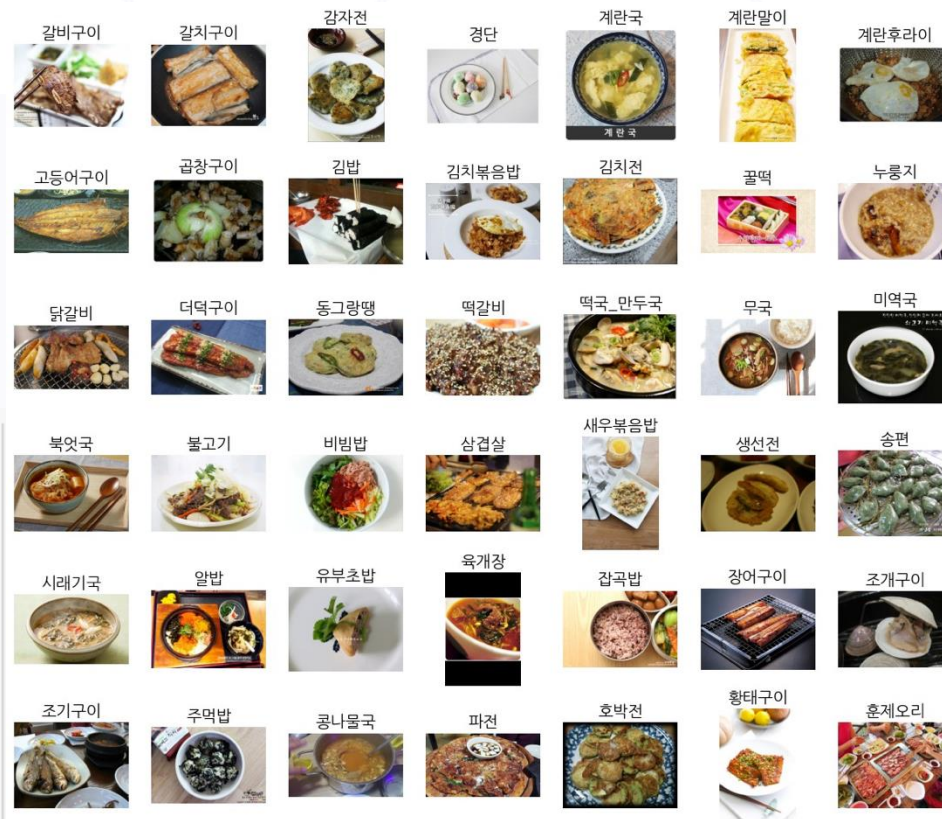 갈비구이
갈치구이
감자전
경단
계란국
계란말이
계란후라이
계란국
고등어구이
곱창구이
김밥
김치볶음밥
김치전
꿀떡
누룽지
닭갈비
더덕구이
동그랑땡
떡갈비
떡국_만두국
무국
미역국
북엇국
불고기
비빔밥
삼겹살
새우볶음밥
생선전
송편
시래기국
알밥
유부초밥
육개장
잡곡밥
장어구이
조개구이
조기구이
주먹밥
콩나물국
파전
호박전
황태구이
훈제오리